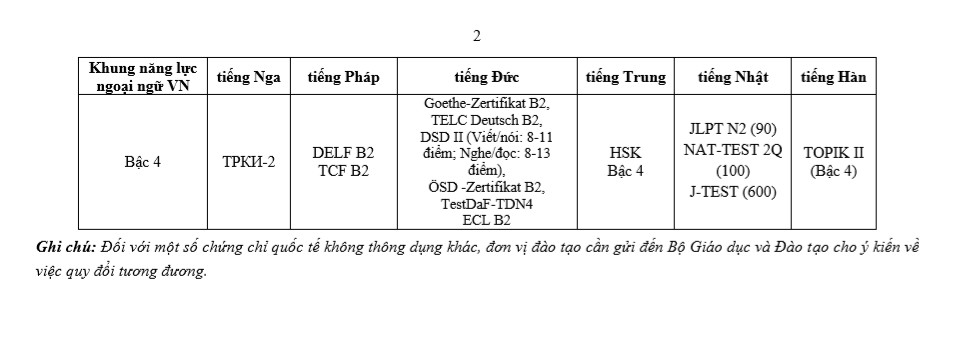 2
Khung năng lực
ngoại ngữ VN
tiếng Nga
tiếng Pháp
tiếng Đức
tiếng Trung
tiếng Nhật
tiếng Hàn
Bậc 4
ТРКИ-2
DELF B2
TCF B2
Goethe-Zertifikat B2,
TELC Deutsch B2,
DSD II (Viết/nói: 8-11
điểm; Nghe/đọc: 8-13
điểm),
ÖSD -Zertifikat B2,
TestDaF-TDN4
ECL B2
HSK
Bậc 4
JLPT N2 (90)
NAT-TEST 2Q
(100)
J-TEST (600)
TOPIK II
(Bậc 4)
Ghi chú: Đối với một số chứng chỉ quốc tế không thông dụng khác, đơn vị đào tạo cần gửi đến Bộ Giáo dục và Đào tạo cho ý kiến về
việc quy đổi tương đương.